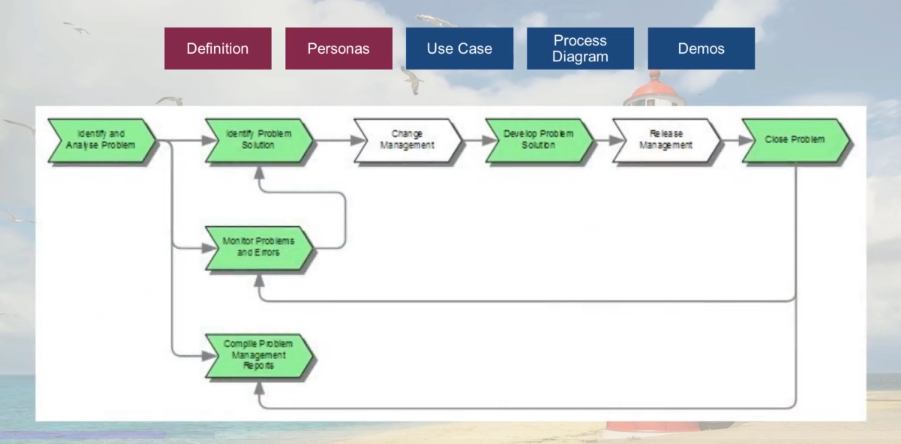 Definition
Personas
Use Case
Process
Diagram
Demos
Identify and
Analyse Problem
Identify Problem
Solution
Change
Management
Develop Problem
Solution
Release
Management
Close Problem
Monitor Problems
and Errors
Compile Problem
Management
Reports